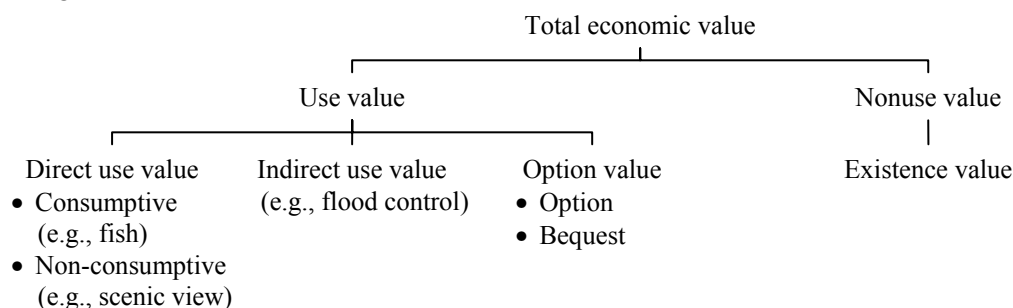 Total economic value
Use value
Nonuse value
Direct use value
• Consumptive
(e.g., fish)
• Non-consumptive
(e.g., scenic view)
Indirect use value
(e.g., flood control)
Option value
• Option
• Bequest
Existence value